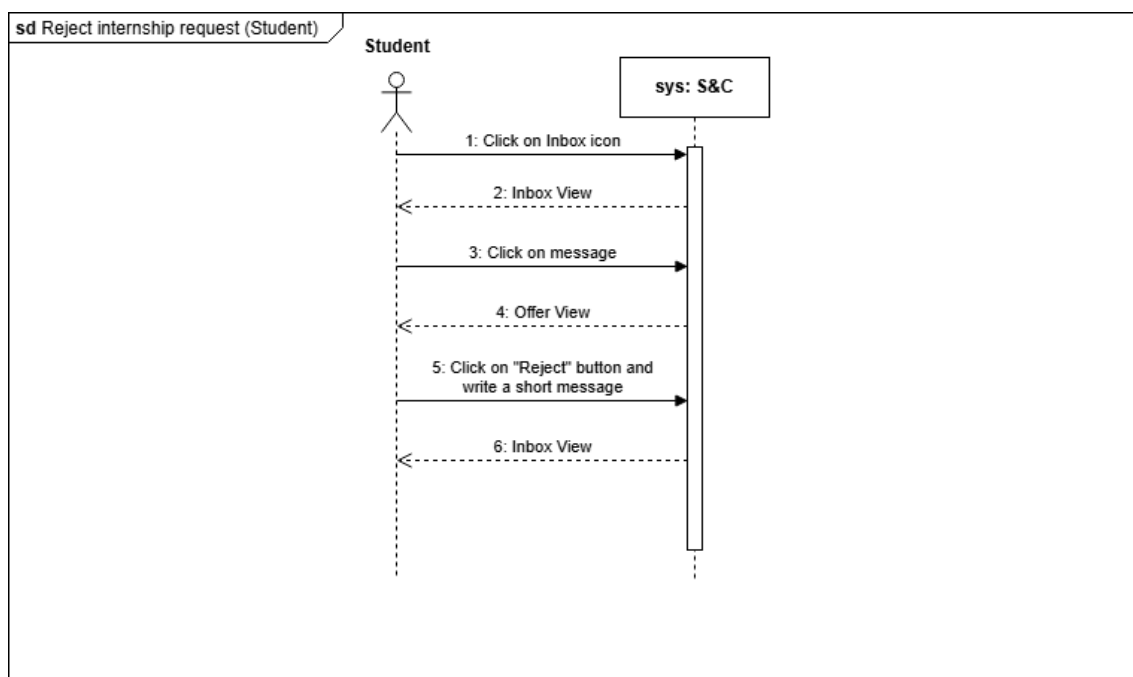 sd Reject internship request (Student)
Student
sys: S&C
1: Click on Inbox icon
2: Inbox View
3: Click on message
4: Offer View
5: Click on "Reject" button and
write a short message
6: Inbox View